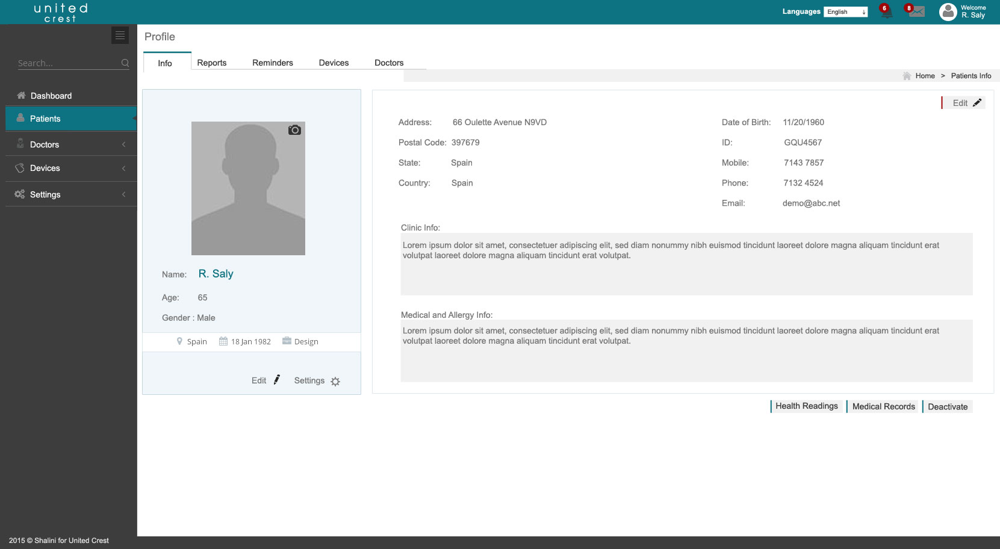 united
crest
Languages English 6 8 Welcome
R. Saly
Search...
Dashboard
Patients
Doctors
Devices
Settings
Profile
Info Reports Reminders Devices Doctors
Home > Patients Info
Name: R. Saly
Age: 65
Gender : Male
Spain 18 Jan 1982 Design
Edit Settings
Edit
Address: 66 Oulette Avenue N9VD
Postal Code: 397679
State: Spain
Country: Spain
Date of Birth: 11/20/1960
ID: GQU4567
Mobile: 7143 7857
Phone: 7132 4524
Email: demo@abc.net
Clinic Info:
Lorem ipsum dolor sit amet, consectetuer adipiscing elit, sed diam nonummy nibh euismod tincidunt laoreet dolore magna aliquam tincidunt erat
volutpat laoreet dolore magna aliquam tincidunt erat volutpat.
Medical and Allergy Info:
Lorem ipsum dolor sit amet, consectetuer adipiscing elit, sed diam nonummy nibh euismod tincidunt laoreet dolore magna aliquam tincidunt erat
volutpat laoreet dolore magna aliquam tincidunt erat volutpat.
Health Readings Medical Records Deactivate
2015 © Shalini for United Crest